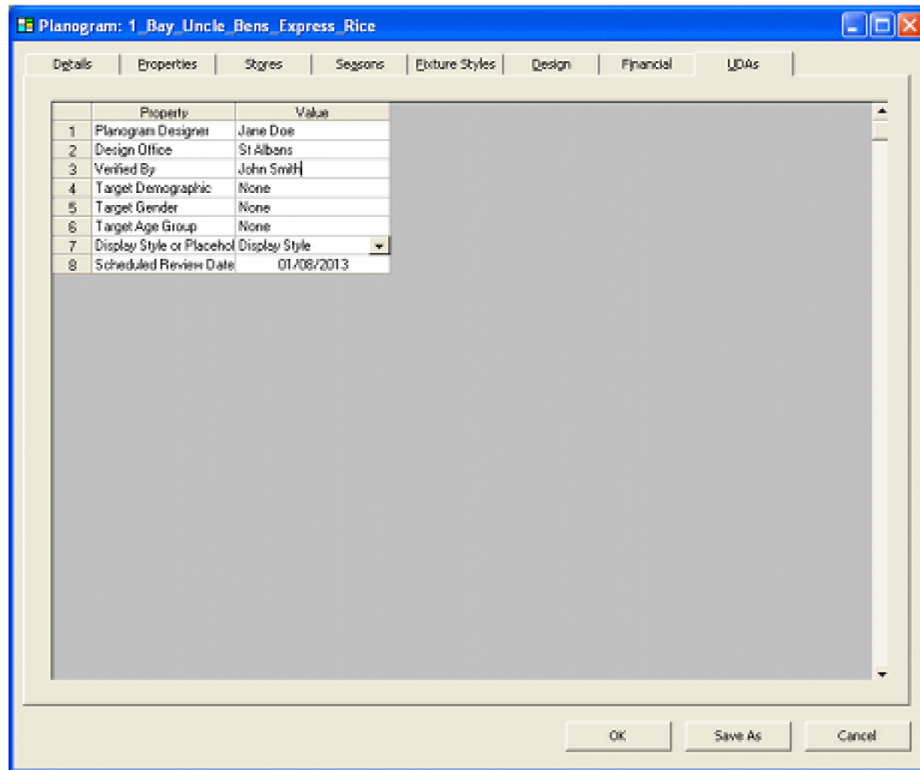 Planogram: 1_Bay_Uncle_Bens_Express_Rice
Details Properties Stores Seasons Fixture Styles Design Financial UDAs
Property Value
1 Planogram Designer Jane Doe
2 Design Office St Albans
3 Verified By John Smith
4 Target Demographic None
5 Target Gender None
6 Target Age Group None
7 Display Style or Placehol Display Style
8 Scheduled Review Date 01/08/2013
OK Save As Cancel